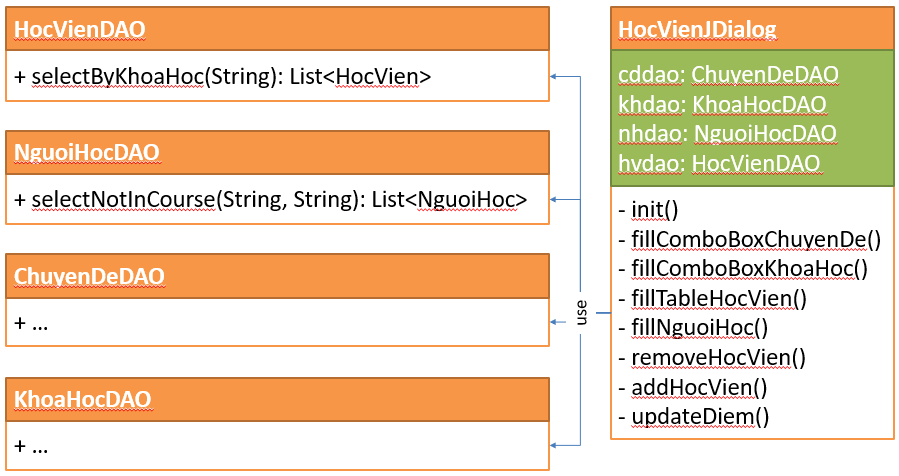 HocVienDAO
+ selectByKhoaHoc(String): List<HocVien>
NguoiHocDAO
+ selectNotInCourse(String, String): List<NguoiHoc>
ChuyenDeDAO
+ ...
KhoaHocDAO
+ ...
use
HocVienJDialog
cddao: ChuyenDeDAO
khdao: KhoaHocDAO
nhdao: NguoiHocDAO
hvdao: HocVienDAO
- init()
- fillComboBoxChuyenDe()
- fillComboBoxKhoaHoc()
- fillTableHocVien()
- fillNguoiHoc()
- removeHocVien()
- addHocVien()
- updateDiem()